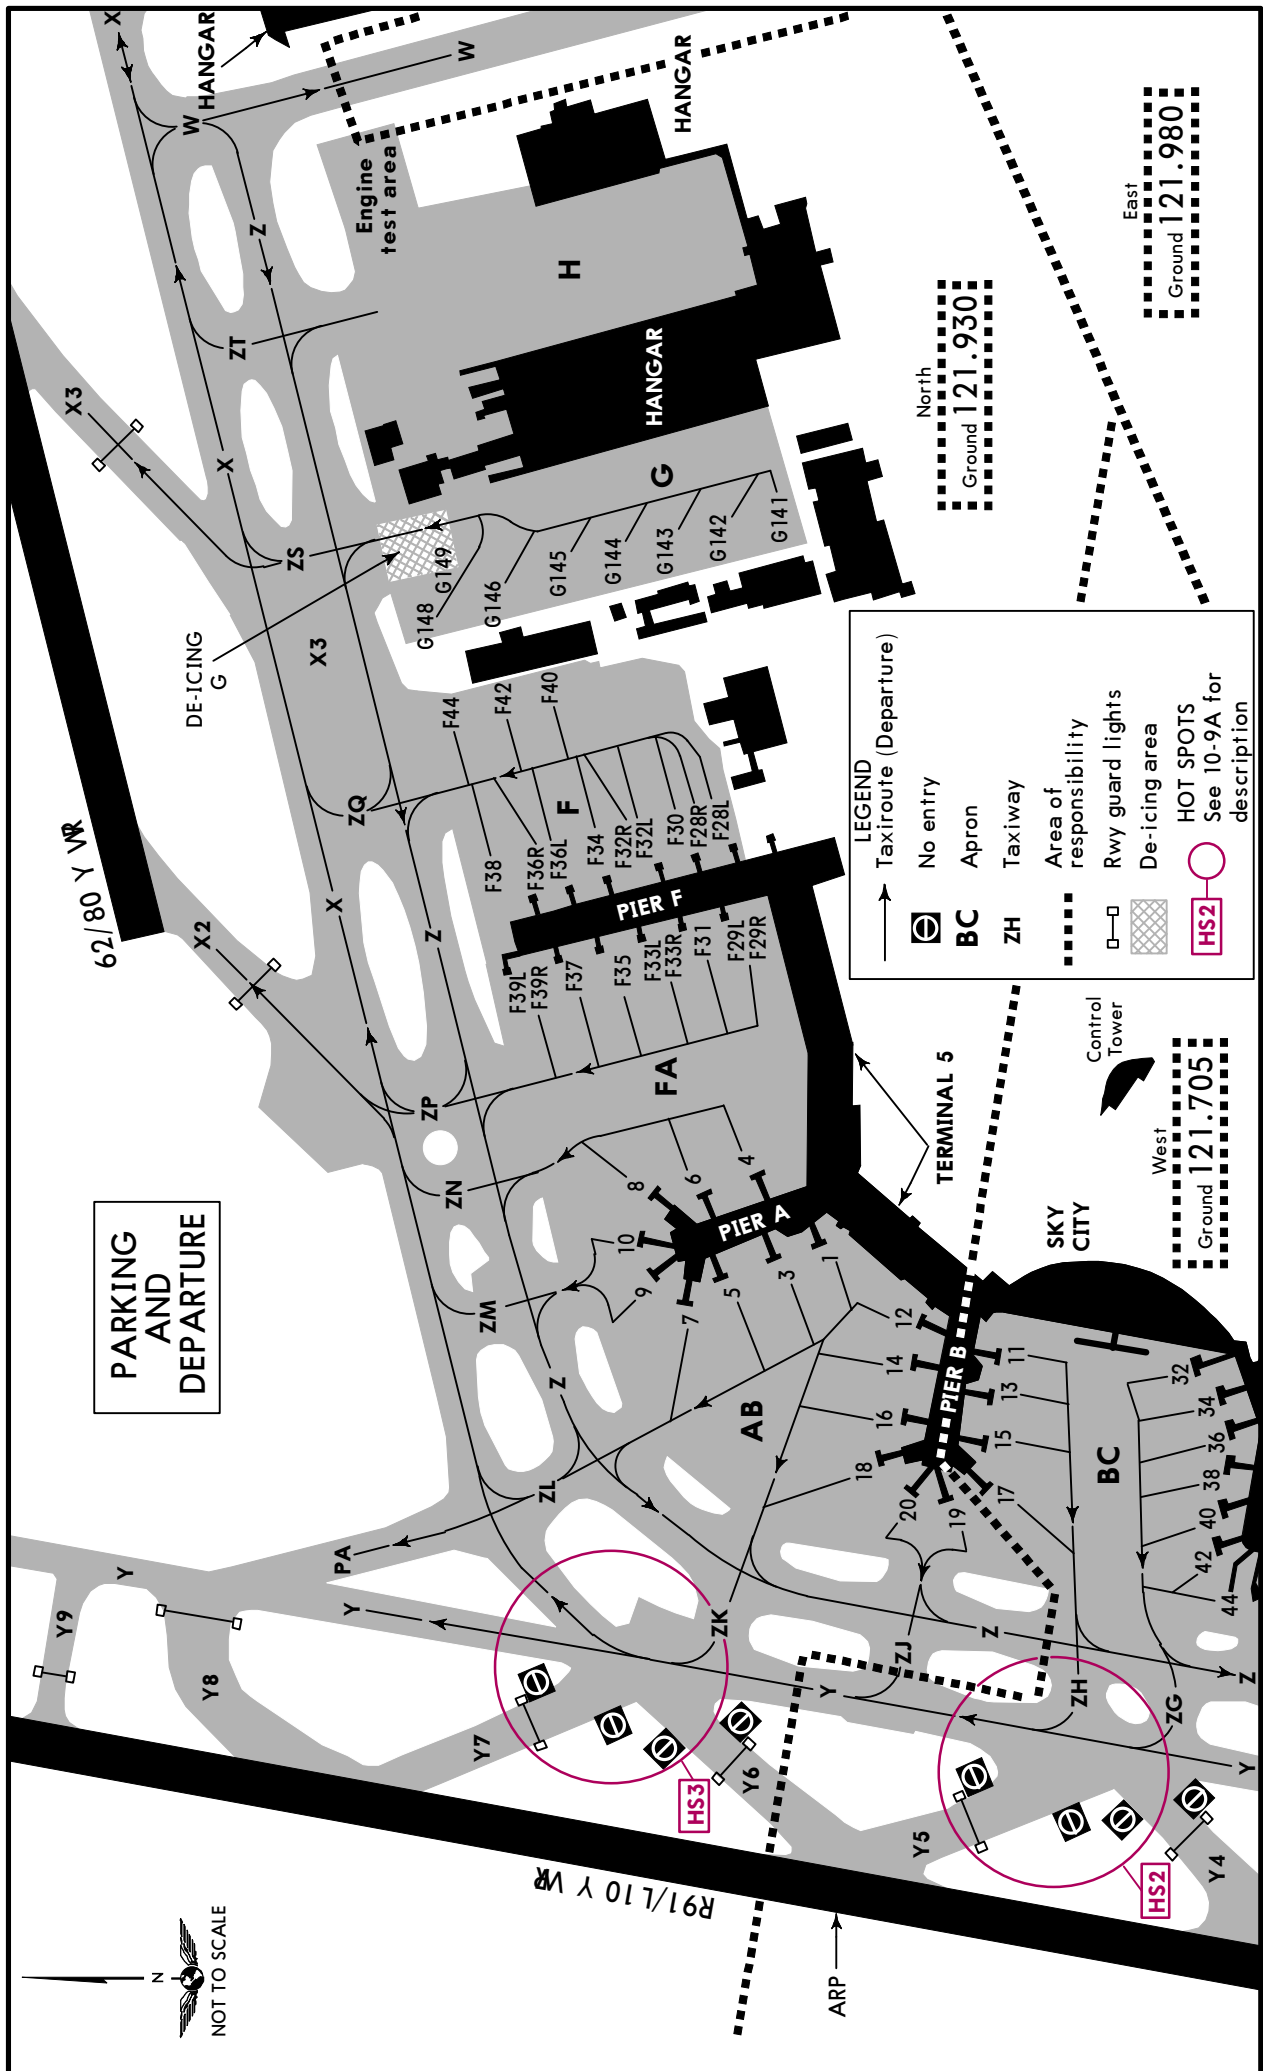 PARKING
AND
DEPARTURE
N
NOT TO SCALE
HANGAR
X
W
W
HANGAR
Engine
test area
Z
H
ZT
X3
X
HANGAR
G
ZS
G149
G148
G146
G145
G144
G143
G142
G141
DE-ICING
G
X3
F44
F42
F40
F
ZQ
F38
F36R
F36L
F34
F32R
F32L
F30
F28R
F28L
PIER F
62/80 Y
X2
X
Z
F39L
F39R
F37
F35
F33L
F33R
F31
F29L
F29R
FA
ZP
ZN
ZM
8
6
4
10
9
7
5
3
1
PIER A
TERMINAL 5
Control
Tower
SKY
CITY
12
14
16
18
20
19
17
15
13
11
PIER B
Z
AB
ZL
BC
32
34
36
38
40
42
44
PA
Y
Y
Y9
Y8
Y7
Y6
ZK
ZJ
Z
ZH
ZG
Z
Y
Y
HS3
Y5
Y4
HS2
R91/L10 Y
ARP
East
Ground 121.980
North
Ground 121.930
West
Ground 121.705
LEGEND
Taxiroute (Departure)
No entry
BC Apron
ZH Taxiway
Area of
responsibility
Rwy guard lights
De-icing area
HS2 HOT SPOTS
See 10-9A for
description